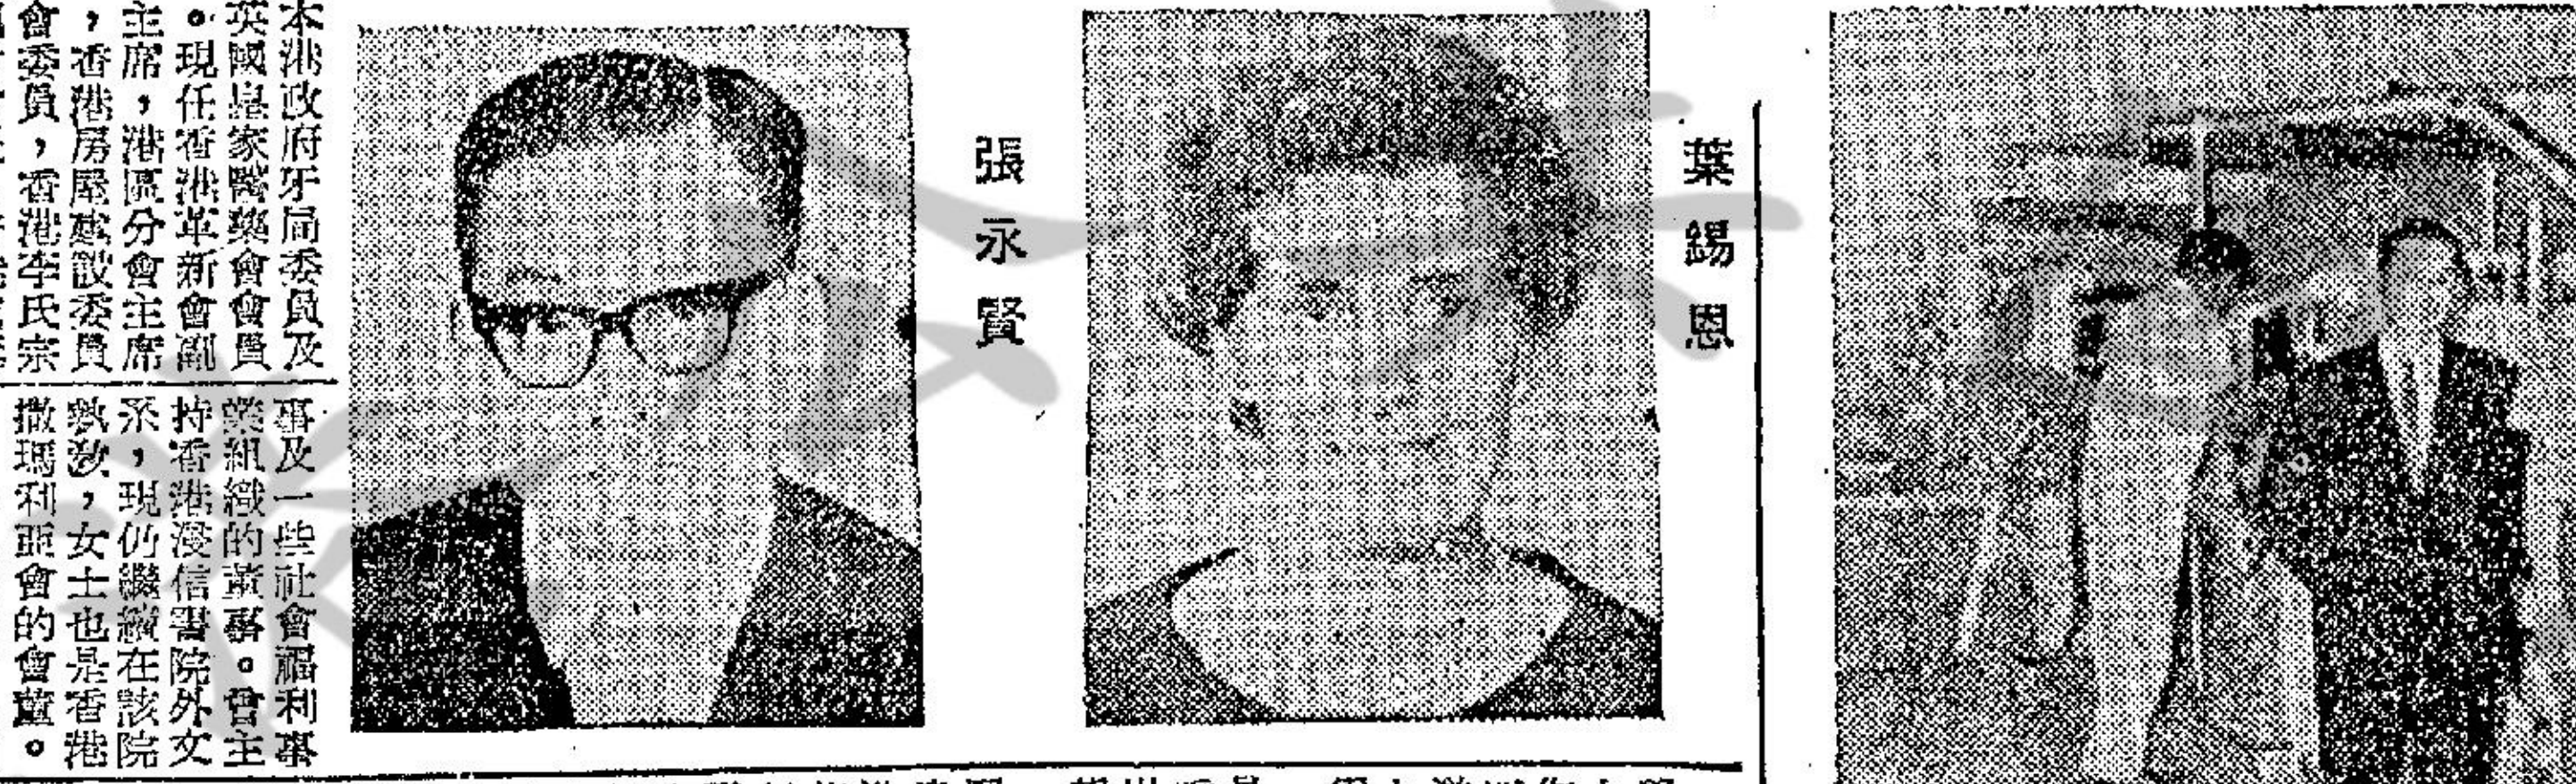 葉錫恩
張永賢
本港政府牙局委員及
英國皇家醫藥會會員
。現任香港革新會副
主席，港區分會主席
，香港房屋建設委員
會委員，香港李氏宗
事及一些社會福利事
業組織的董事。曾主
持香港浸信書院外文
系，現仍繼續在該院
執教，女士也是香港
撒瑪利亞會的會董。